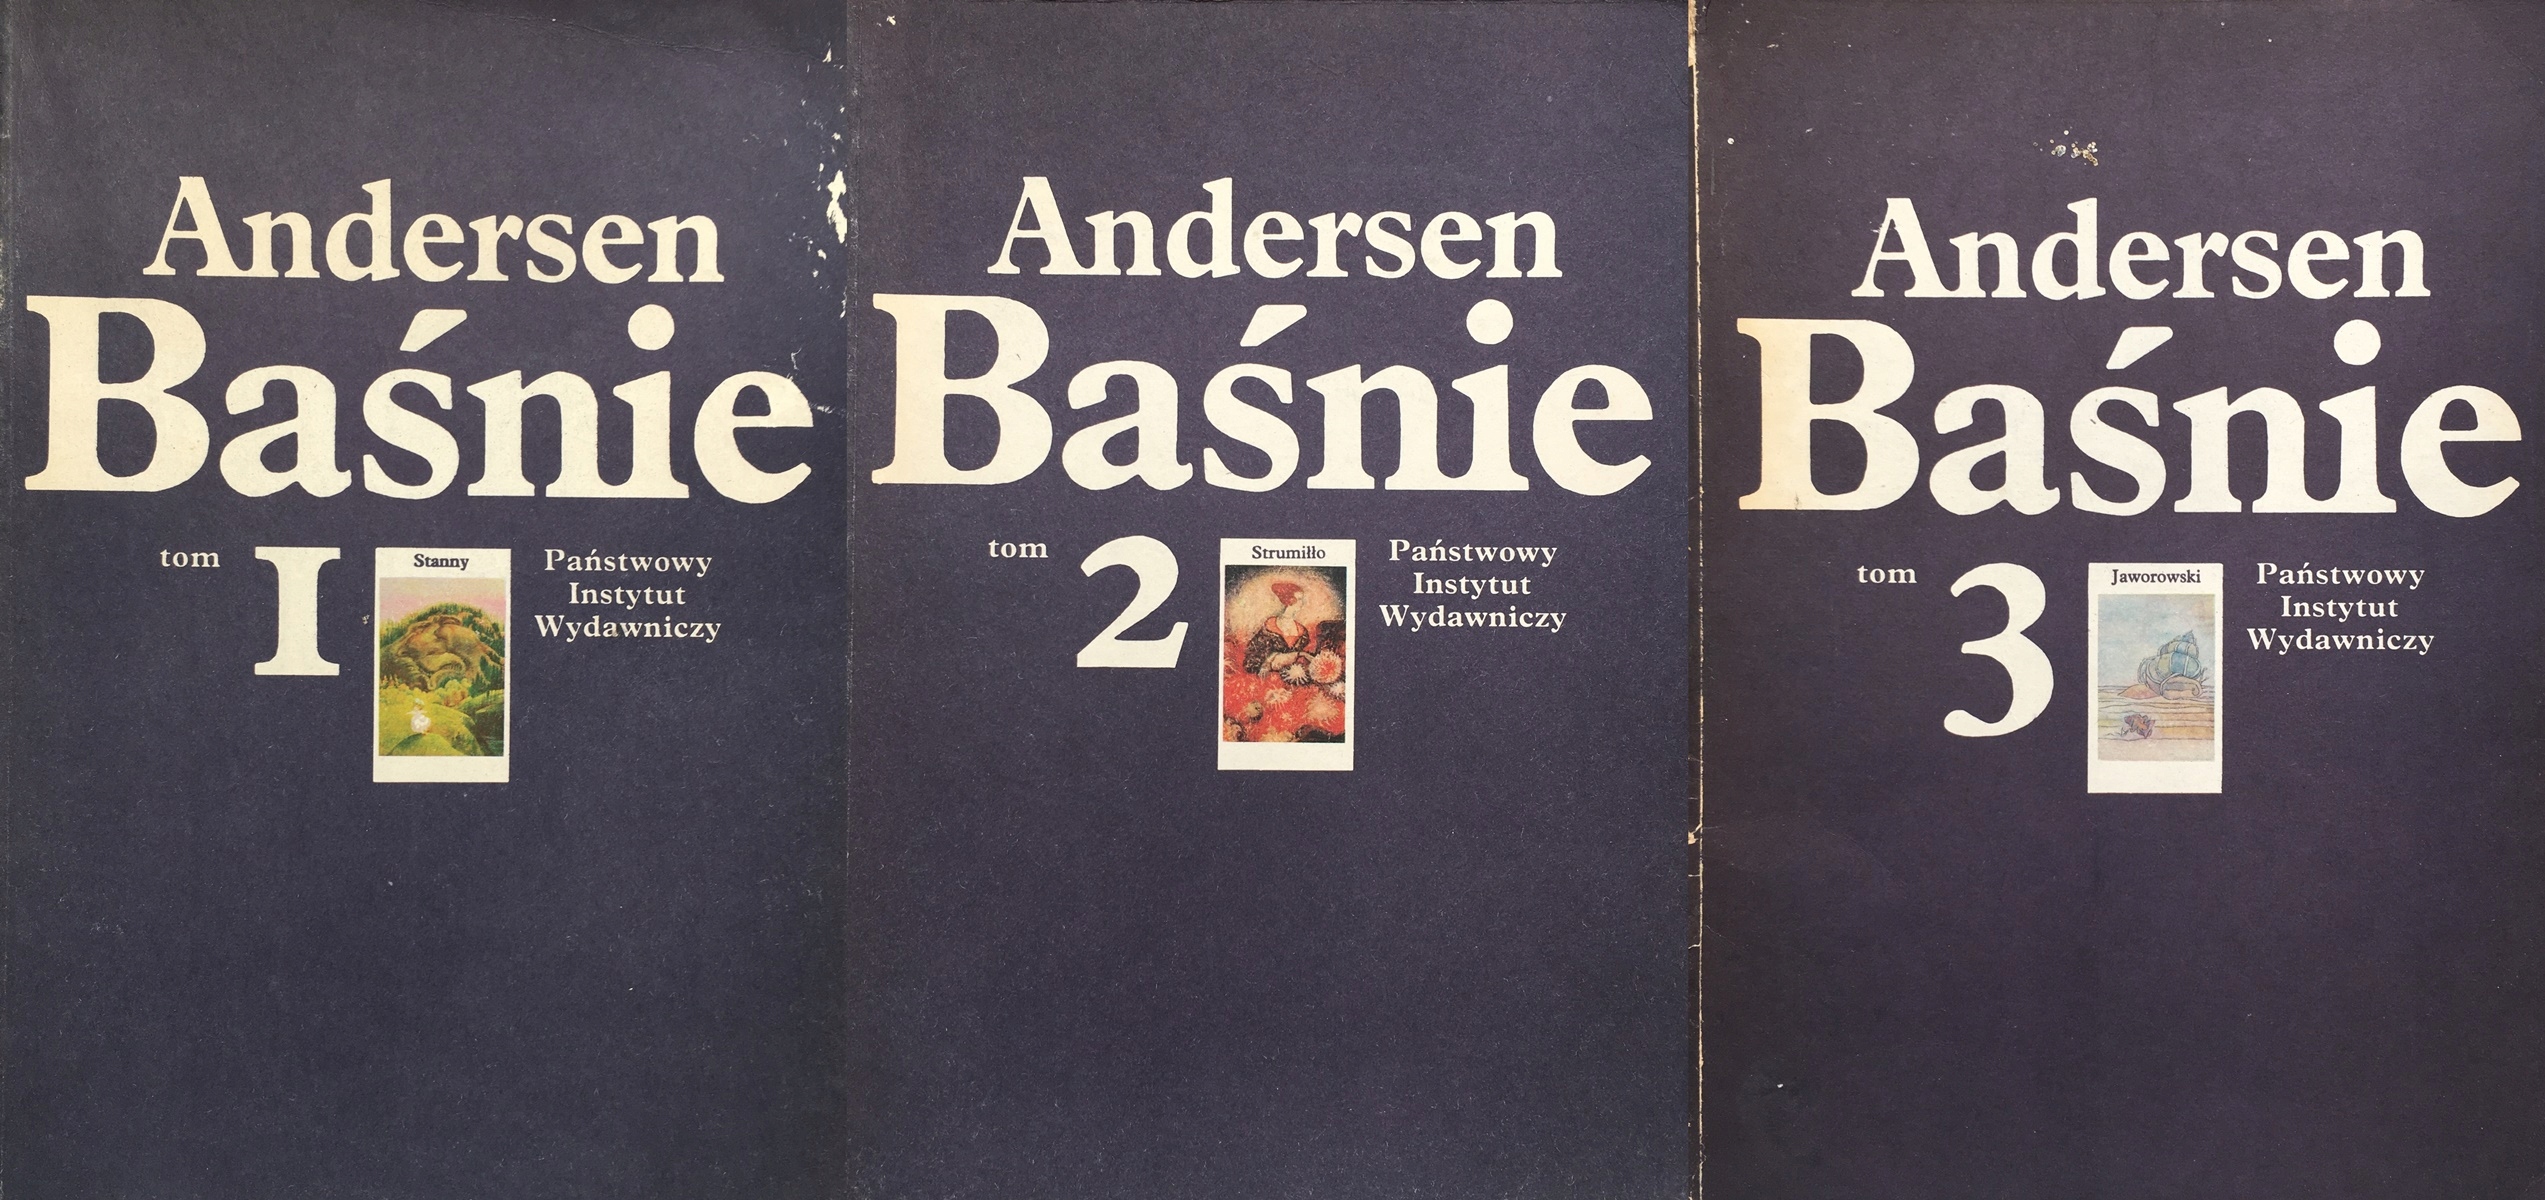 Andersen
Baśnie
tom 1
Stanny
Państwowy
Instytut
Wydawniczy
Andersen
Baśnie
tom 2
Strumiłło
Państwowy
Instytut
Wydawniczy
Andersen
Baśnie
tom 3
Jaworowski
Państwowy
Instytut
Wydawniczy